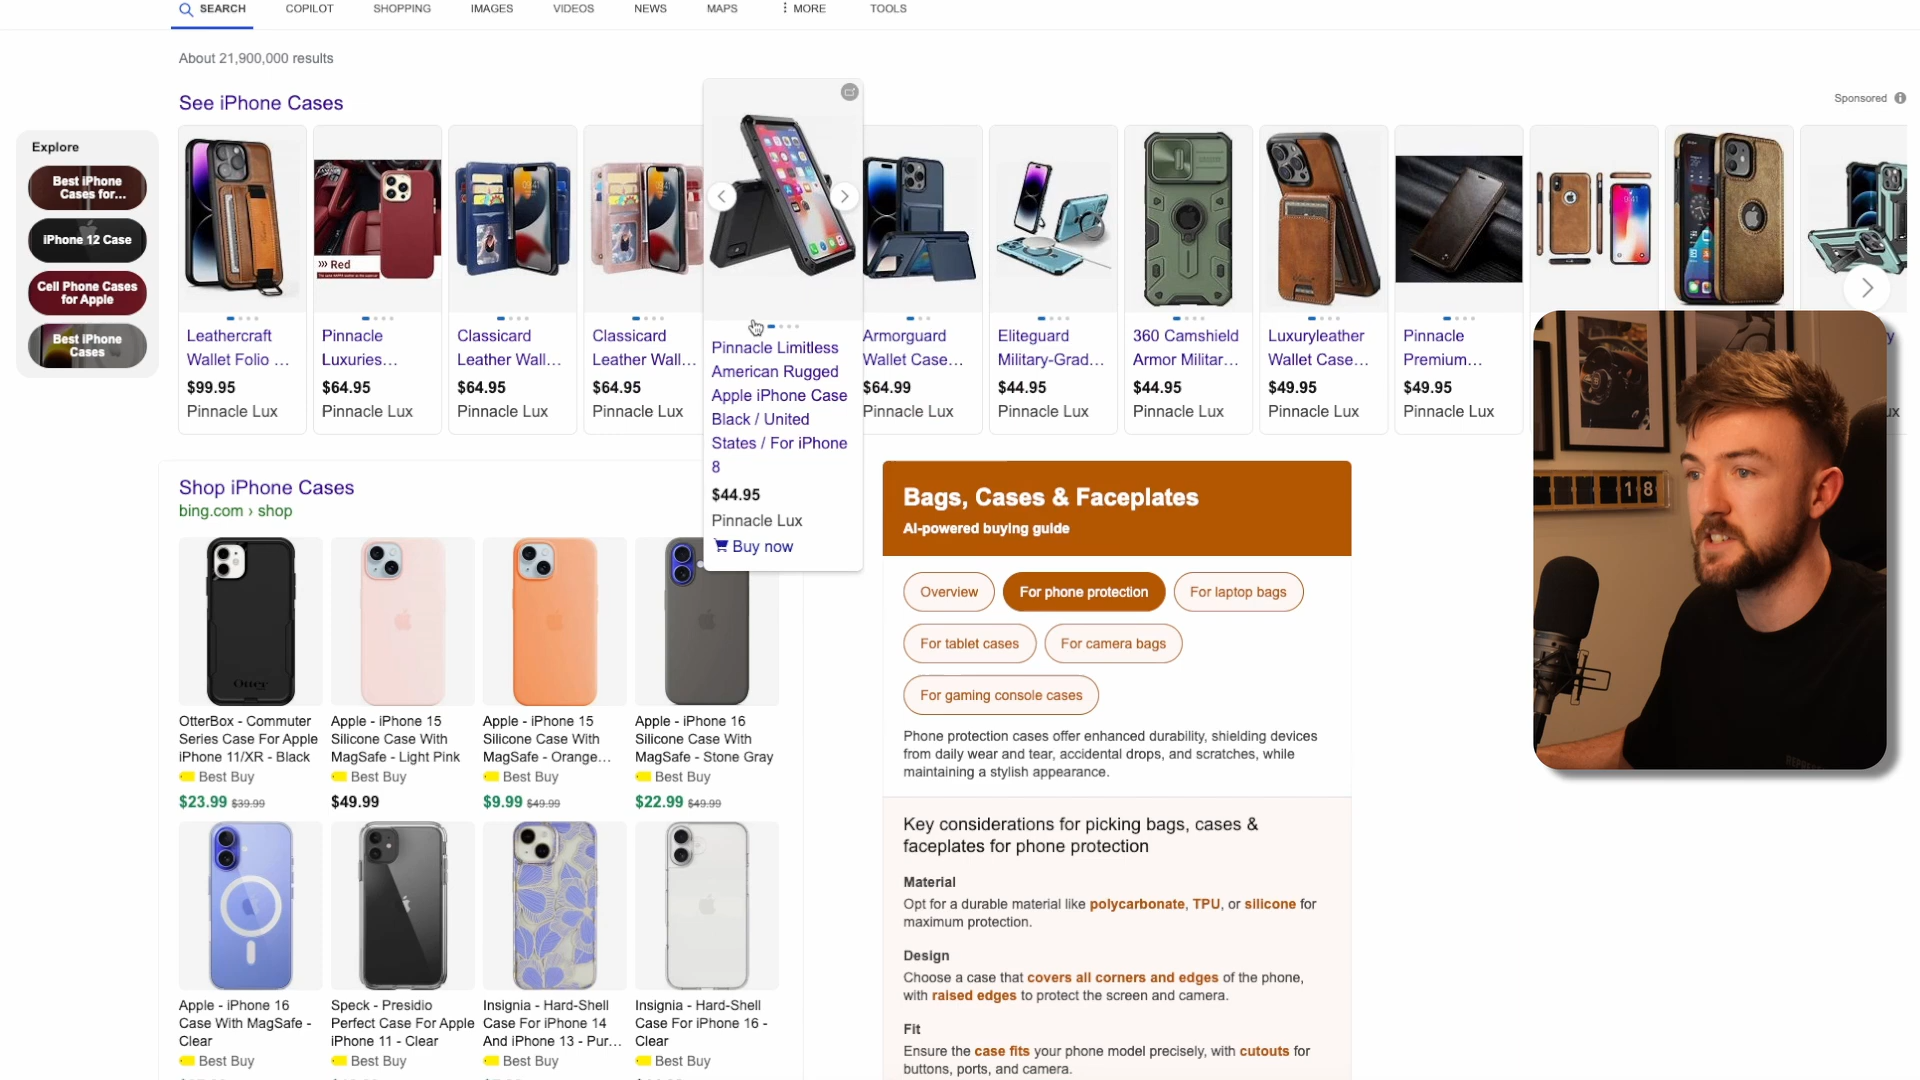 SEARCH
COPILOT
SHOPPING
IMAGES
VIDEOS
NEWS
MAPS
MORE
TOOLS
About 21,900,000 results
See iPhone Cases
Sponsored
Explore
Best iPhone
Cases for...
iPhone 12 Case
Cell Phone Cases
for Apple
Best iPhone
Cases
Leathercraft
Wallet Folio ...
$99.95
Pinnacle Lux
»» Red
Pinnacle
Luxuries...
$64.95
Pinnacle Lux
Classicard
Leather Wall...
$64.95
Pinnacle Lux
Classicard
Leather Wall...
$64.95
Pinnacle Lux
Pinnacle Limitless
American Rugged
Apple iPhone Case
Black / United
States / For iPhone
8
$44.95
Pinnacle Lux
Buy now
Armorguard
Wallet Case...
$64.99
Pinnacle Lux
Eliteguard
Military-Grad...
$44.95
Pinnacle Lux
360 Camshield
Armor Militar...
$44.95
Pinnacle Lux
Luxuryleather
Wallet Case...
$49.95
Pinnacle Lux
Pinnacle
Premium...
$49.95
Pinnacle Lux
Shop iPhone Cases
bing.com › shop
OtterBox - Commuter
Series Case For Apple
iPhone 11/XR - Black
Best Buy
$23.99 $39.99
Apple - iPhone 15
Silicone Case With
MagSafe - Light Pink
Best Buy
$49.99
Apple - iPhone 15
Silicone Case With
MagSafe - Orange...
Best Buy
$9.99 $49.99
Apple - iPhone 16
Silicone Case With
MagSafe - Stone Gray
Best Buy
$22.99 $49.99
Apple - iPhone 16
Case With MagSafe -
Clear
Best Buy
Speck - Presidio
Perfect Case For Apple
iPhone 11 - Clear
Best Buy
Insignia - Hard-Shell
Case For iPhone 14
And iPhone 13 - Pur...
Best Buy
Insignia - Hard-Shell
Case For iPhone 16 -
Clear
Best Buy
Bags, Cases & Faceplates
AI-powered buying guide
Overview
For phone protection
For laptop bags
For tablet cases
For camera bags
For gaming console cases
Phone protection cases offer enhanced durability, shielding devices
from daily wear and tear, accidental drops, and scratches, while
maintaining a stylish appearance.
Key considerations for picking bags, cases &
faceplates for phone protection
Material
Opt for a durable material like polycarbonate, TPU, or silicone for
maximum protection.
Design
Choose a case that covers all corners and edges of the phone,
with raised edges to protect the screen and camera.
Fit
Ensure the case fits your phone model precisely, with cutouts for
buttons, ports, and camera.